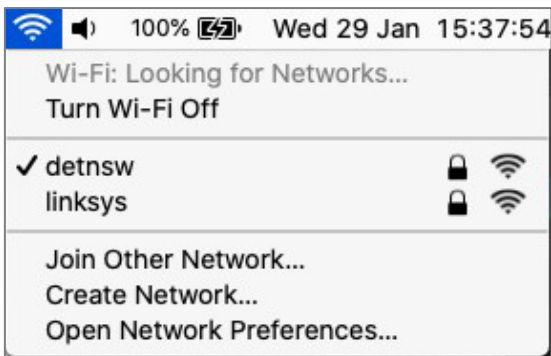 100% Wed 29 Jan 15:37:54
Wi-Fi: Looking for Networks...
Turn Wi-Fi Off
detnsw
linksys
Join Other Network...
Create Network...
Open Network Preferences...